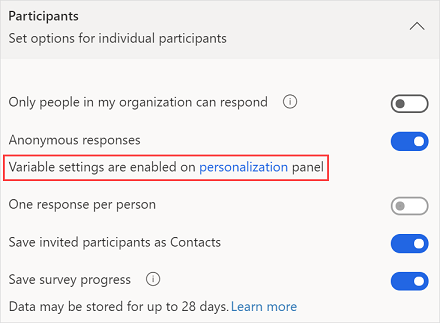 Participants
Set options for individual participants
Only people in my organization can respond
Anonymous responses
Variable settings are enabled on personalization panel
One response per person
Save invited participants as Contacts
Save survey progress
Data may be stored for up to 28 days. Learn more